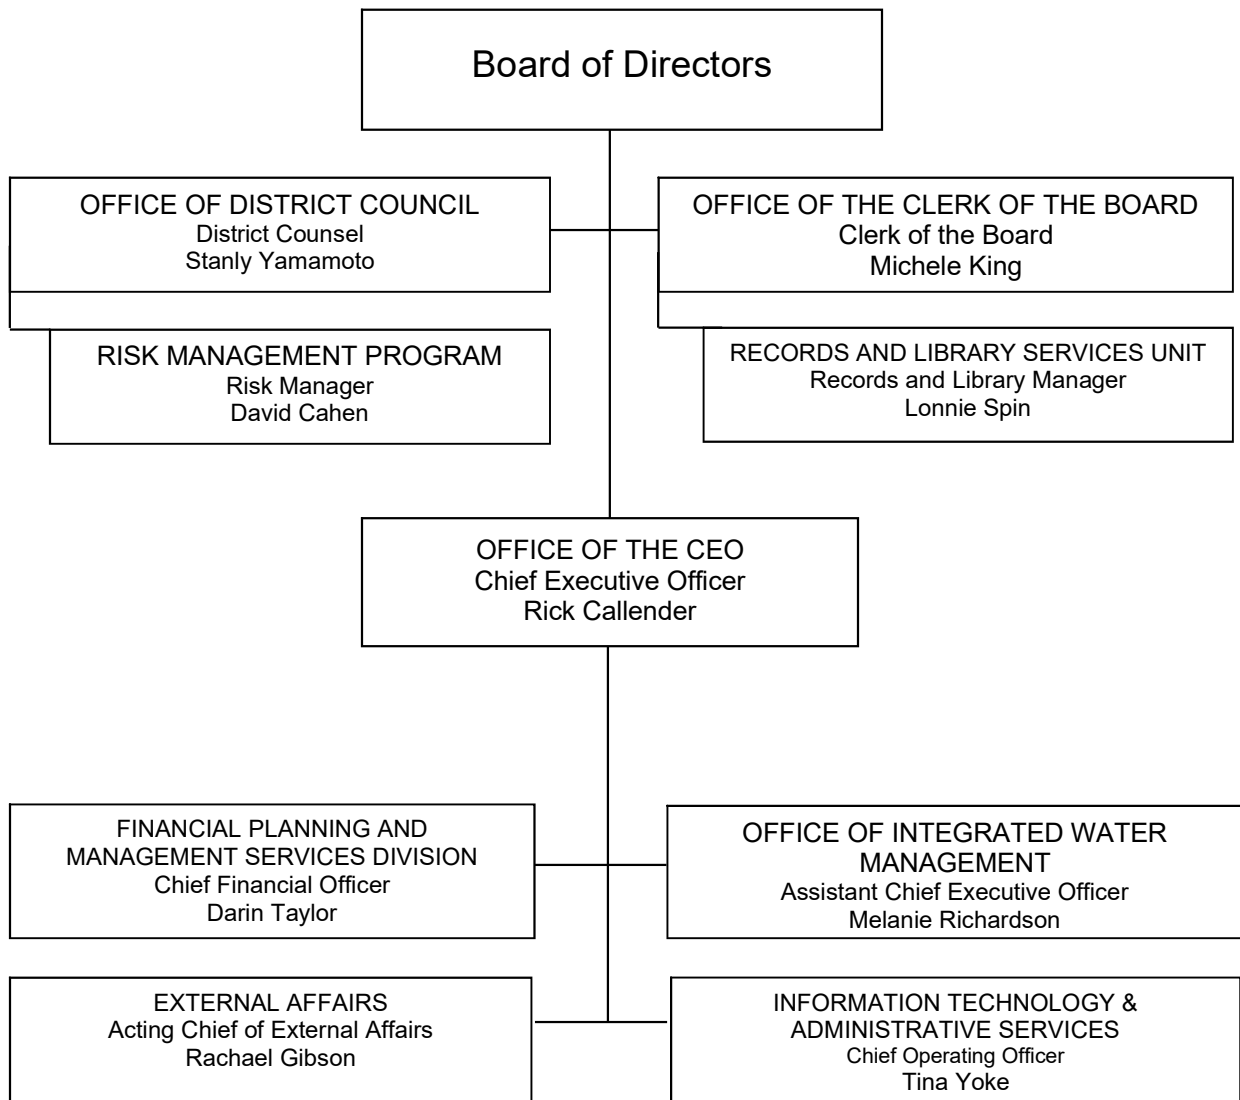 Board of Directors
OFFICE OF DISTRICT COUNCIL
District Counsel
Stanly Yamamoto
OFFICE OF THE CLERK OF THE BOARD
Clerk of the Board
Michele King
RISK MANAGEMENT PROGRAM
Risk Manager
David Cahen
RECORDS AND LIBRARY SERVICES UNIT
Records and Library Manager
Lonnie Spin
OFFICE OF THE CEO
Chief Executive Officer
Rick Callender
FINANCIAL PLANNING AND
MANAGEMENT SERVICES DIVISION
Chief Financial Officer
Darin Taylor
OFFICE OF INTEGRATED WATER
MANAGEMENT
Assistant Chief Executive Officer
Melanie Richardson
EXTERNAL AFFAIRS
Acting Chief of External Affairs
Rachael Gibson
INFORMATION TECHNOLOGY &
ADMINISTRATIVE SERVICES
Chief Operating Officer
Tina Yoke